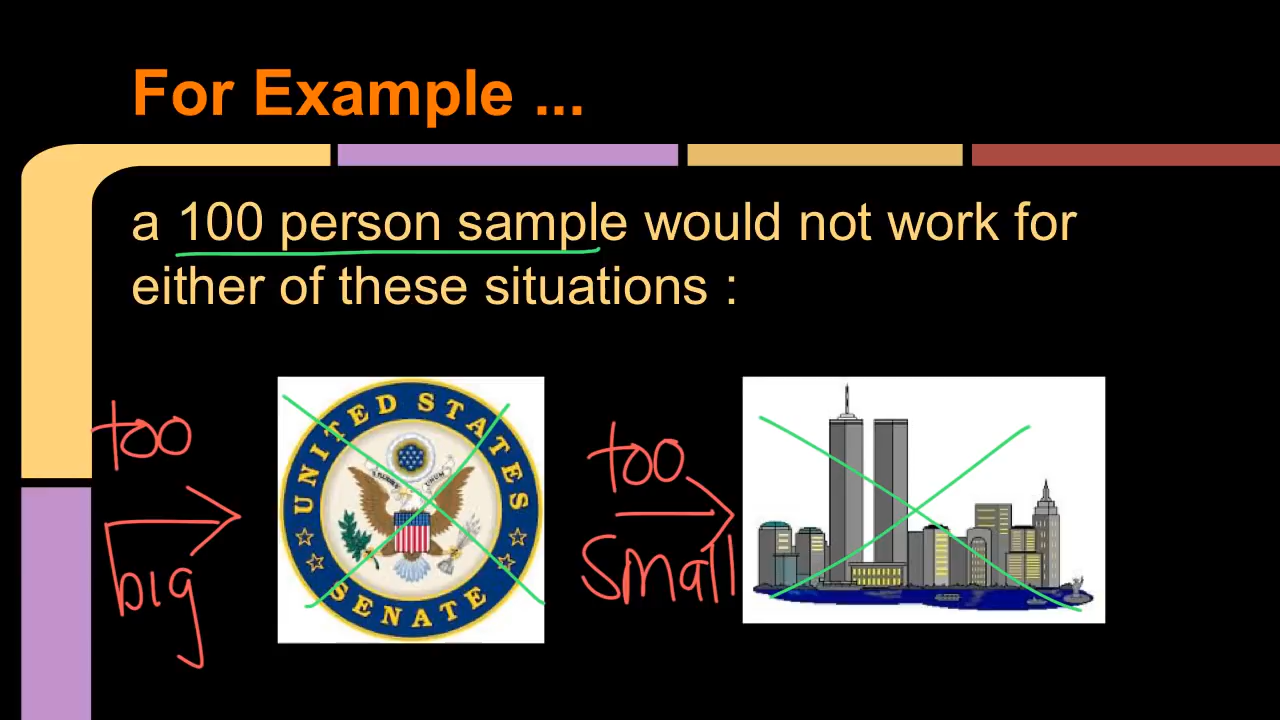 For Example ...
a 100 person sample would not work for
either of these situations :
too
big
UNITED STATES
SENATE
too
small